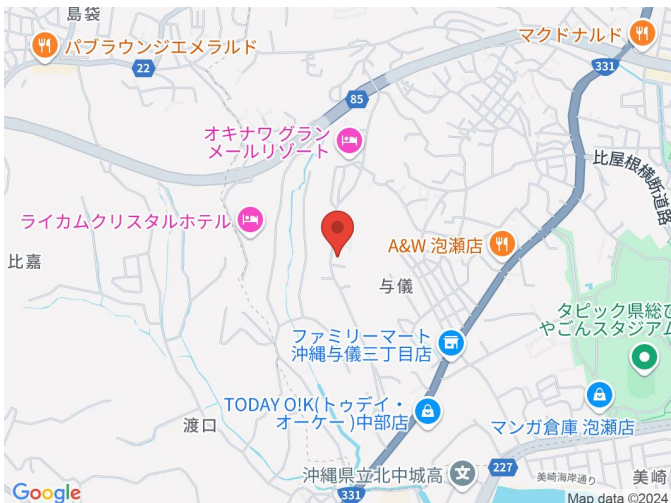 島袋
パブラウンジエメラルド
22
マクドナルド
331
85
オキナワ グラン
メールリゾート
比屋根横断道路
ライカムクリスタルホテル
A&W 泡瀬店
比嘉
与儀
タピック県総ひ
やごんスタジアム
ファミリーマート
沖縄与儀三丁目店
TODAY O!K(トゥデイ・
オーケー)中部店
マンガ倉庫 泡瀬店
渡口
沖縄県立北中城高
227
美崎海岸通り
美崎
Google
331
Map data ©2024